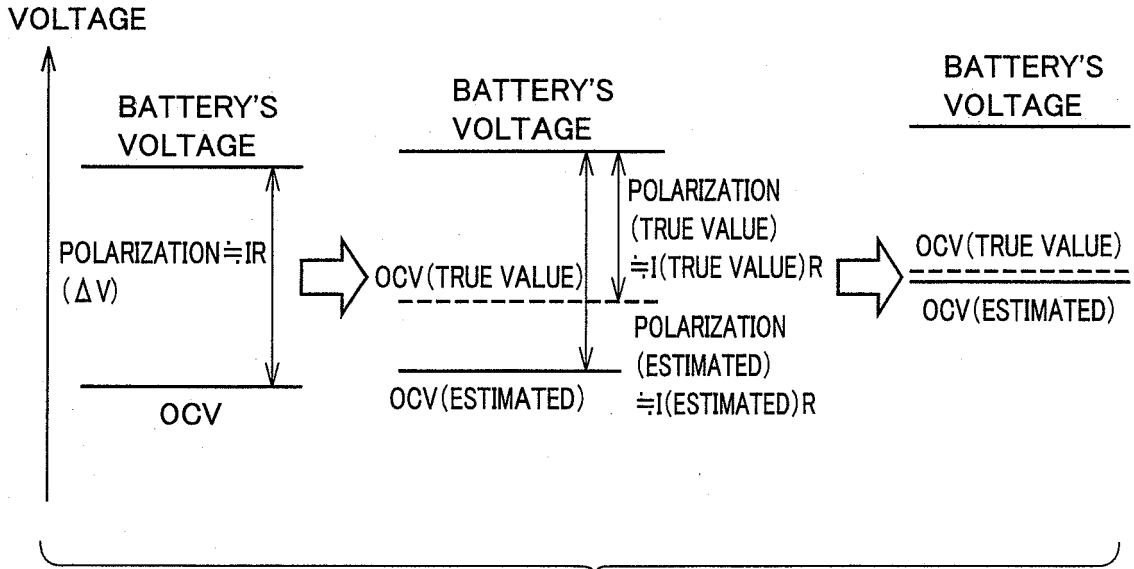 VOLTAGE
BATTERY'S
VOLTAGE
POLARIZATION≒IR
(ΔV)
OCV
BATTERY'S
VOLTAGE
OCV(TRUE VALUE)
OCV(ESTIMATED)
POLARIZATION
(TRUE VALUE)
≒I(TRUE VALUE)R
POLARIZATION
(ESTIMATED)
≒I(ESTIMATED)R
BATTERY'S
VOLTAGE
OCV(TRUE VALUE)
OCV(ESTIMATED)